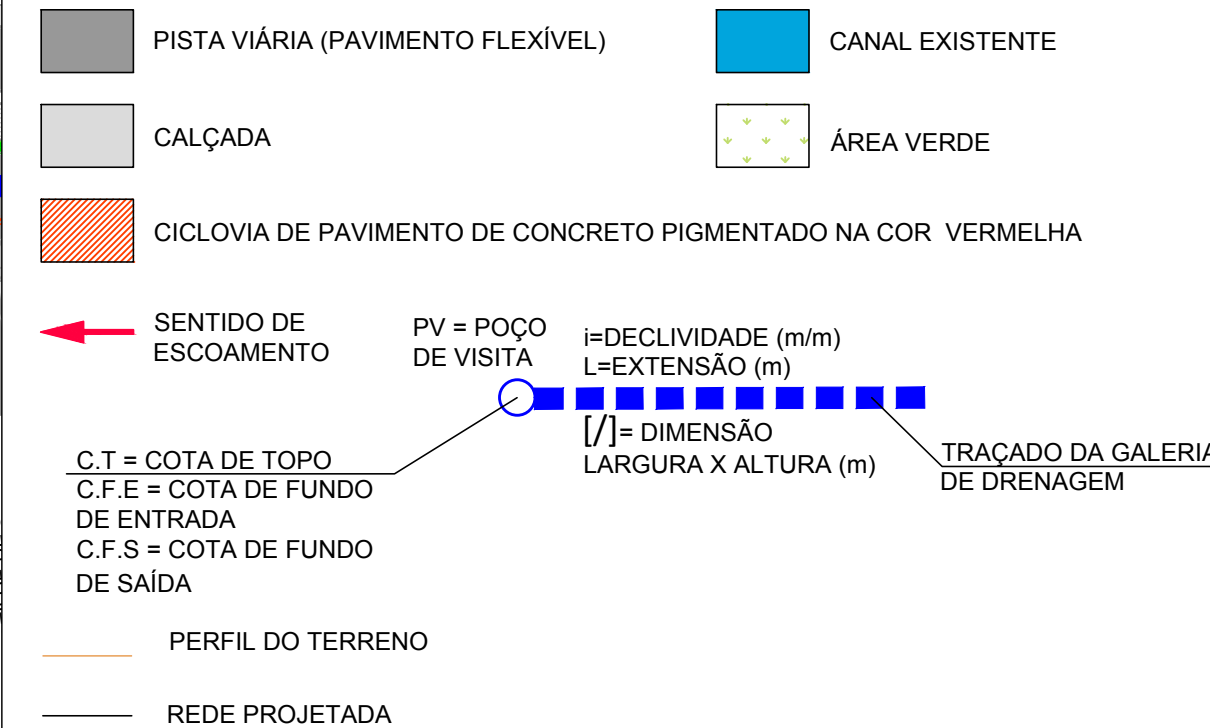 PISTA VIÁRIA (PAVIMENTO FLEXÍVEL)
CANAL EXISTENTE
CALÇADA
ÁREA VERDE
CICLOVIA DE PAVIMENTO DE CONCRETO PIGMENTADO NA COR VERMELHA
SENTIDO DE
ESCOAMENTO
PV = POÇO
DE VISITA
i=DECLIVIDADE (m/m)
L=EXTENSÃO (m)
[/]= DIMENSÃO
LARGURA X ALTURA (m)
C.T = COTA DE TOPO
C.F.E = COTA DE FUNDO
DE ENTRADA
C.F.S = COTA DE FUNDO
DE SAÍDA
TRAÇADO DA GALERIA
DE DRENAGEM
PERFIL DO TERRENO
REDE PROJETADA